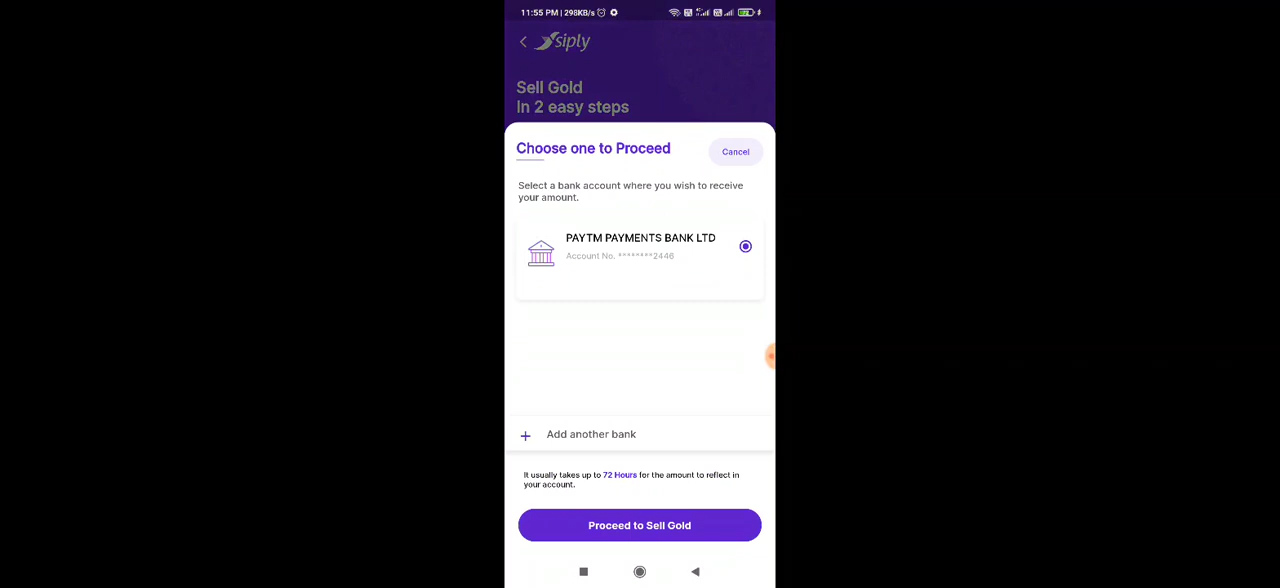 11:55 PM | 298KB/s
siply
Sell Gold
In 2 easy steps
Choose one to Proceed
Cancel
Select a bank account where you wish to receive
your amount.
PAYTM PAYMENTS BANK LTD
Account No. ********2446
+ Add another bank
It usually takes up to 72 Hours for the amount to reflect in
your account.
Proceed to Sell Gold